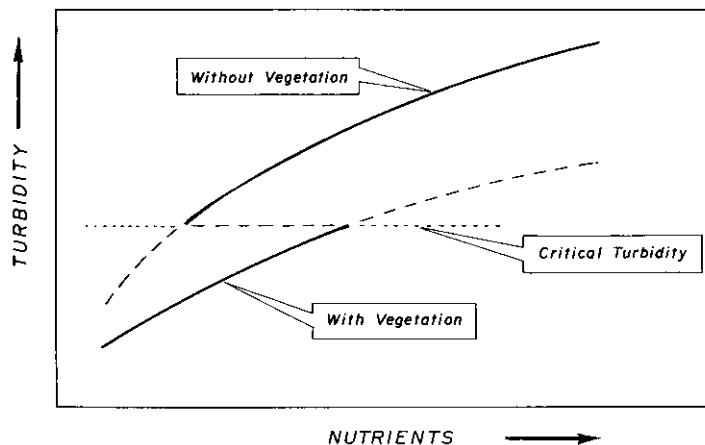 Without Vegetation
TURBIDITY
Critical Turbidity
With Vegetation
NUTRIENTS